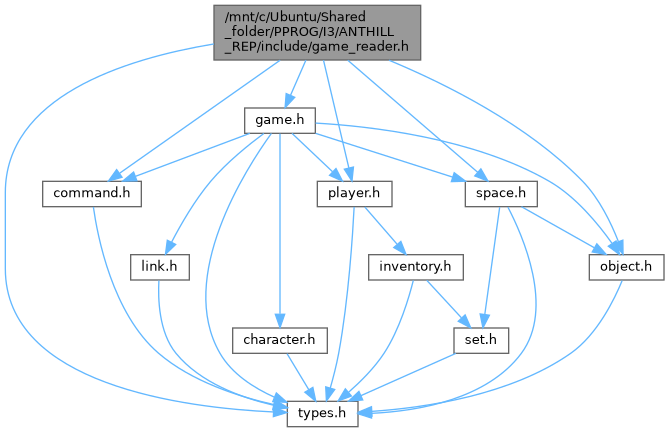 /mnt/c/Ubuntu/Shared
_folder/PPROG/I3/ANTHILL
_REP/include/game_reader.h
game.h
command.h
player.h
space.h
link.h
inventory.h
object.h
character.h
set.h
types.h